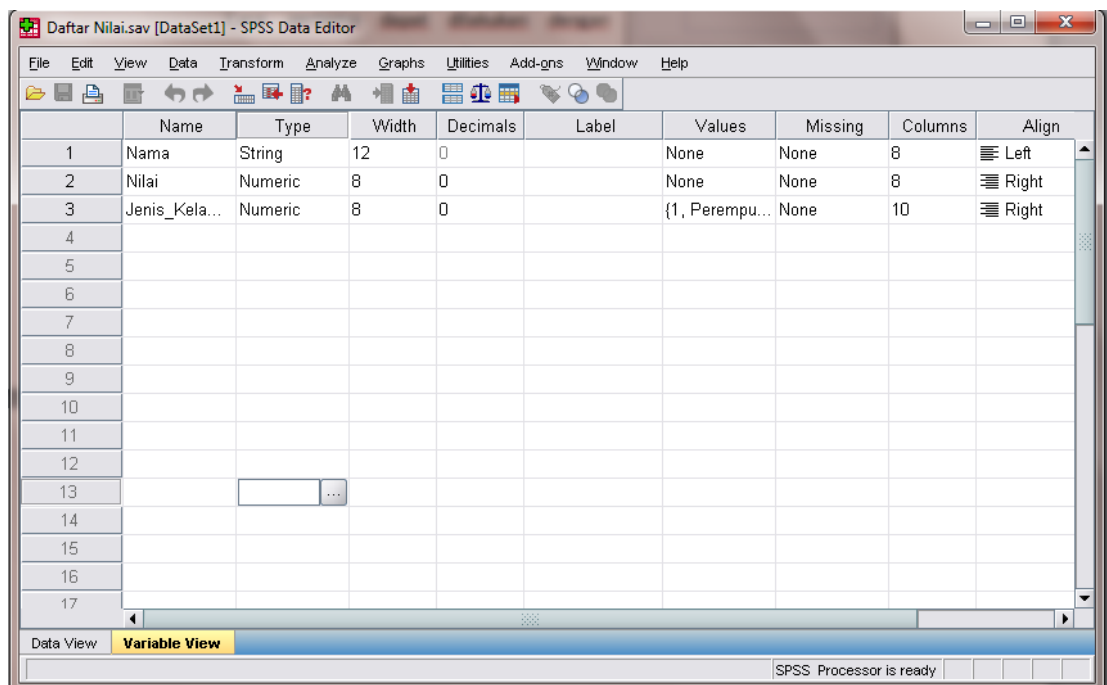 Daftar Nilai.sav [DataSet1] - SPSS Data Editor
File Edit View Data Transform Analyze Graphs Utilities Add-ons Window Help
Name Type Width Decimals Label Values Missing Columns Align
1 Nama String 12 0 None None 8 Left
2 Nilai Numeric 8 0 None None 8 Right
3 Jenis_Kela... Numeric 8 0 {1, Perempu... None 10 Right
4
5
6
7
8
9
10
11
12
13 ...
14
15
16
17
Data View Variable View
SPSS Processor is ready